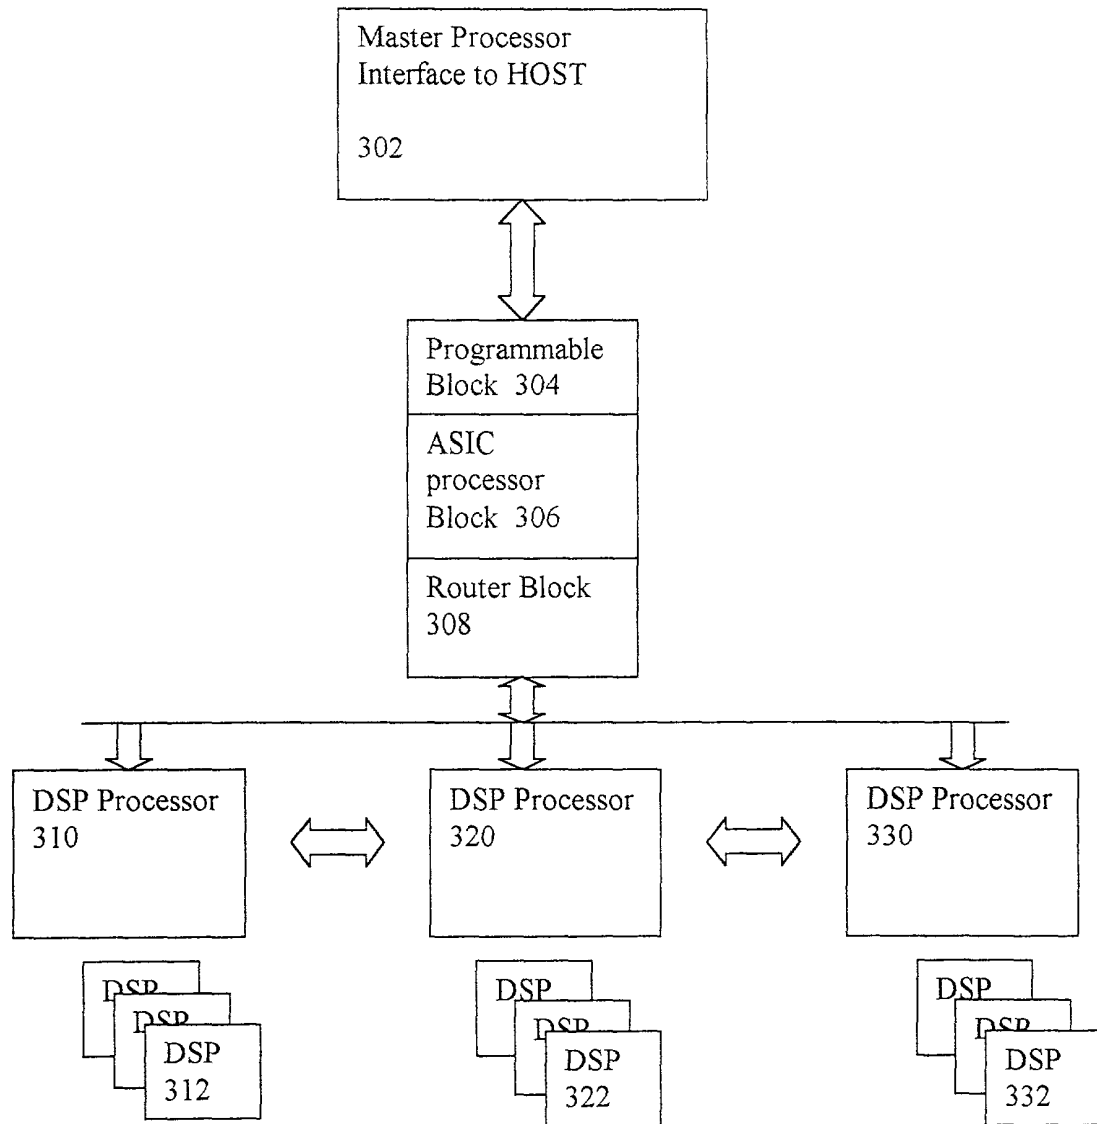 Master Processor
Interface to HOST
302
Programmable
Block 304
ASIC
processor
Block 306
Router Block
308
DSP Processor
310
DSP Processor
320
DSP Processor
330
DSP
DSP
DSP
312
DSP
DSP
DSP
322
DSP
DSP
DSP
332